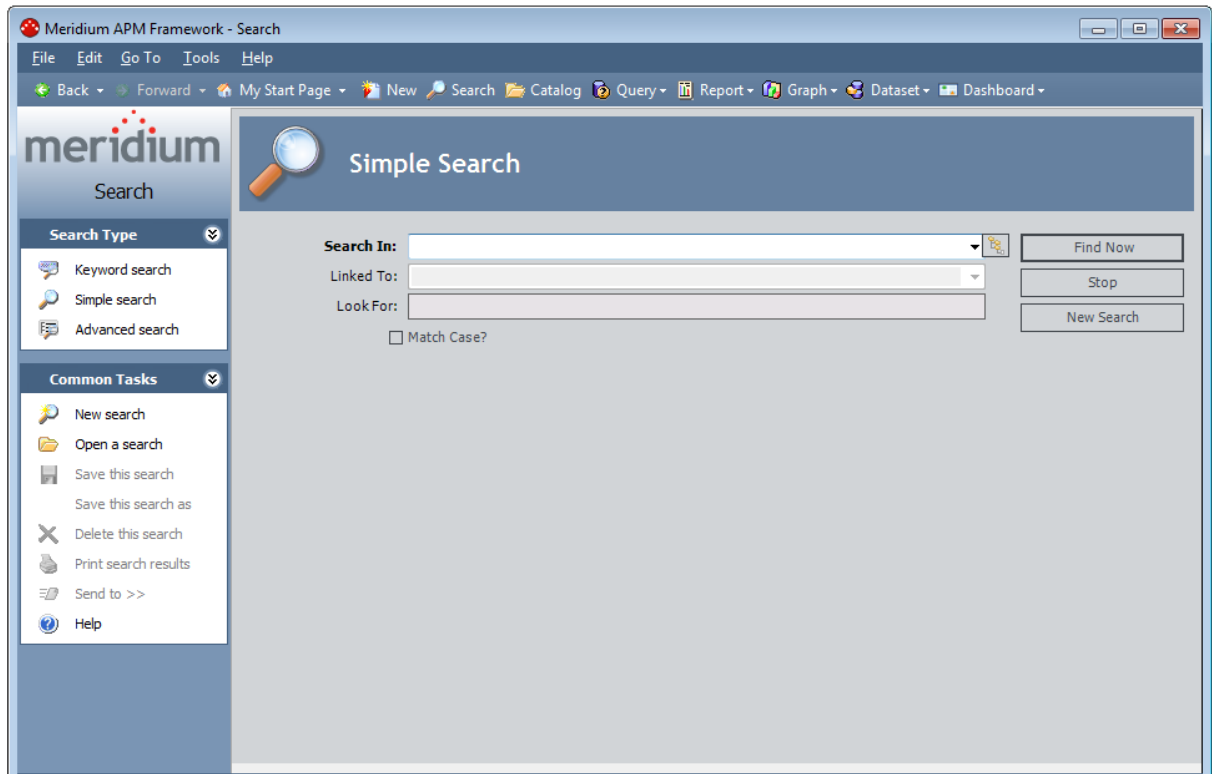 Meridium APM Framework - Search
File Edit Go To Tools Help
Back Forward My Start Page New Search Catalog Query Report Graph Dataset Dashboard
meridium
Search
Search Type
Keyword search
Simple search
Advanced search
Common Tasks
New search
Open a search
Save this search
Save this search as
Delete this search
Print search results
Send to >>
Help
Simple Search
Search In:
Linked To:
Look For:
Match Case?
Find Now
Stop
New Search